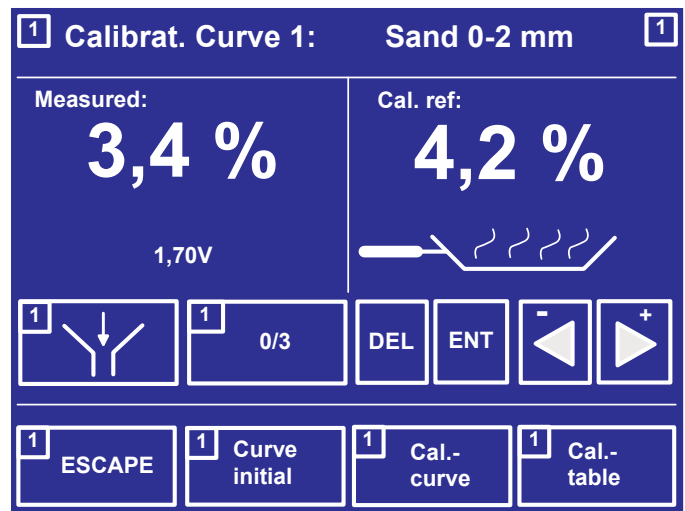 1 Calibrat. Curve 1: Sand 0-2 mm 1
Measured: Cal. ref:
3,4 % 4,2 %
1,70V
1 1 0/3 DEL ENT - +
1 ESCAPE 1 Curve initial 1 Cal.- curve 1 Cal.- table